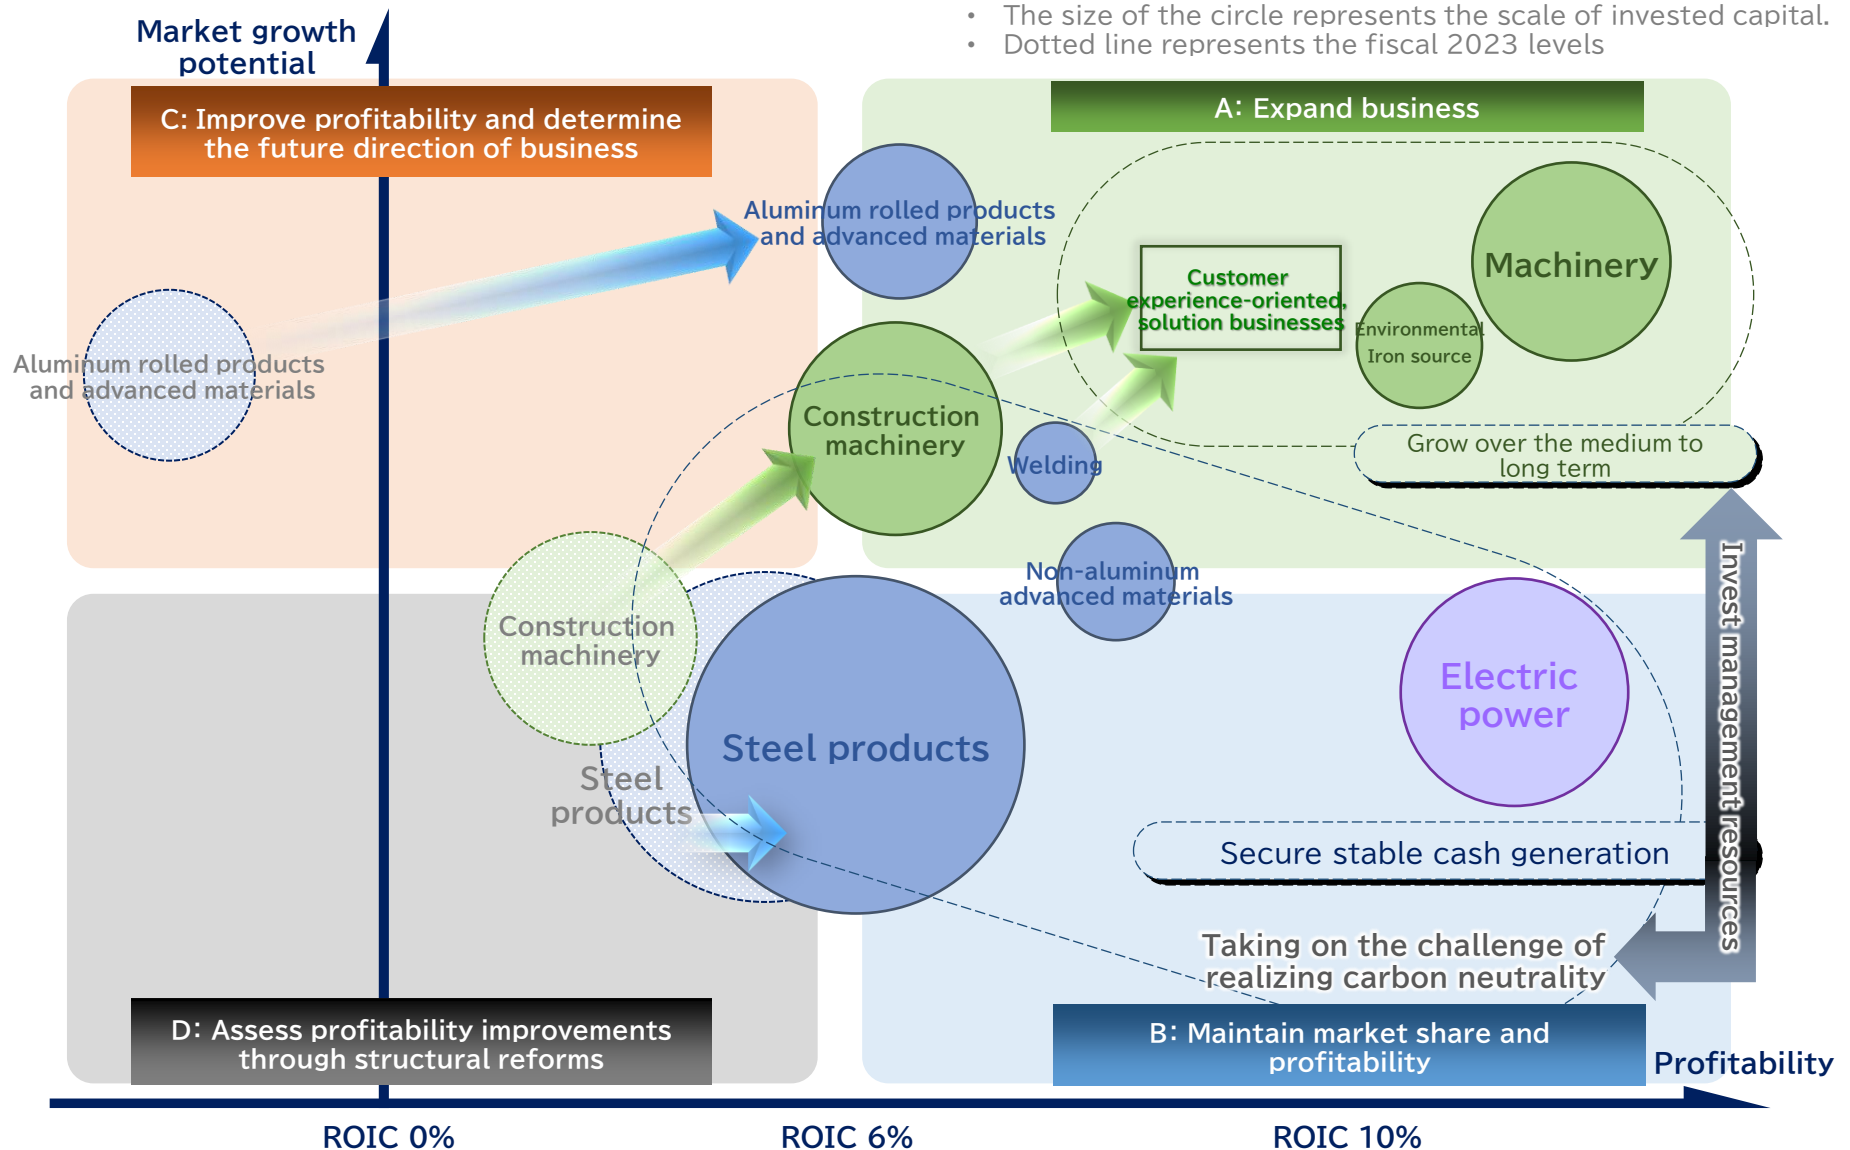 • The size of the circle represents the scale of invested capital.
• Dotted line represents the fiscal 2023 levels
Market growth
potential
C: Improve profitability and determine
the future direction of business
A: Expand business
Aluminum rolled products
and advanced materials
Machinery
Customer
experience-oriented,
solution businesses
Environmental
Iron source
Aluminum rolled products
and advanced materials
Construction
machinery
Welding
Grow over the medium to
long term
Non-aluminum
advanced materials
Construction
machinery
Steel products
Electric
power
Invest management resources
Steel
products
Secure stable cash generation
Taking on the challenge of
realizing carbon neutrality
D: Assess profitability improvements
through structural reforms
B: Maintain market share and
profitability
Profitability
ROIC 0%
ROIC 6%
ROIC 10%